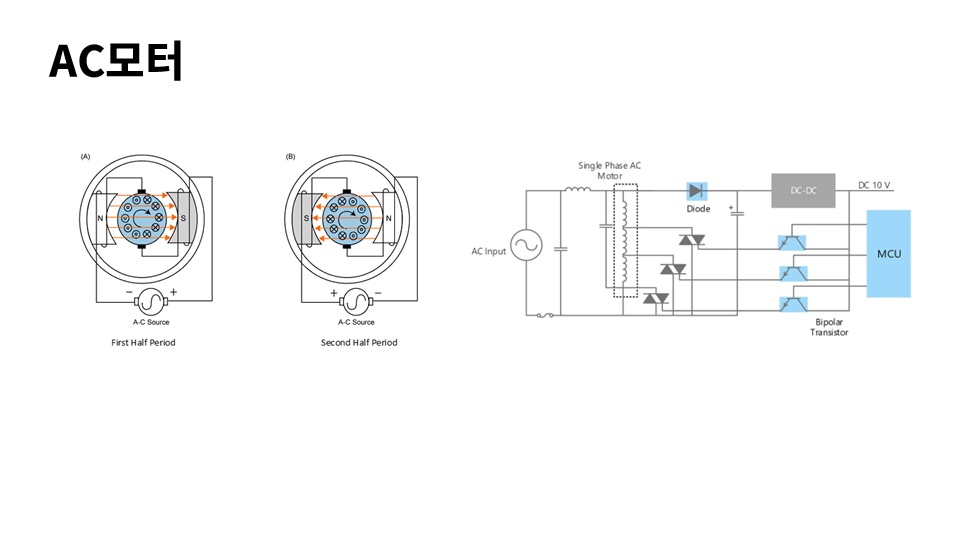 AC모터
(A)
N
S
−
+
A-C Source
First Half Period
(B)
S
N
+
−
A-C Source
Second Half Period
Single Phase AC
Motor
AC Input
Diode
+
DC-DC
DC 10 V
MCU
Bipolar
Transistor